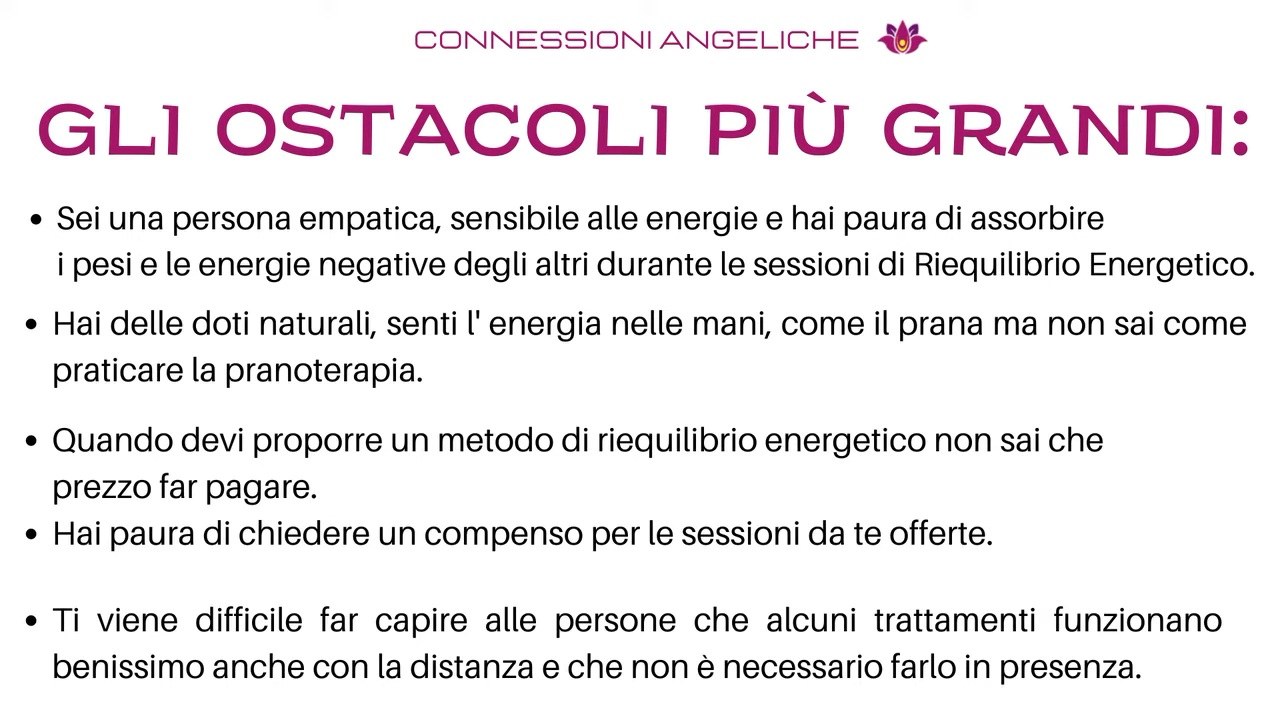 CONNESSIONI ANGELICHE
GLI OSTACOLI PIÙ GRANDI:
• Sei una persona empatica, sensibile alle energie e hai paura di assorbire
i pesi e le energie negative degli altri durante le sessioni di Riequilibrio Energetico.
• Hai delle doti naturali, senti l' energia nelle mani, come il prana ma non sai come
praticare la pranoterapia.
• Quando devi proporre un metodo di riequilibrio energetico non sai che
prezzo far pagare.
• Hai paura di chiedere un compenso per le sessioni da te offerte.
• Ti viene difficile far capire alle persone che alcuni trattamenti funzionano
benissimo anche con la distanza e che non è necessario farlo in presenza.